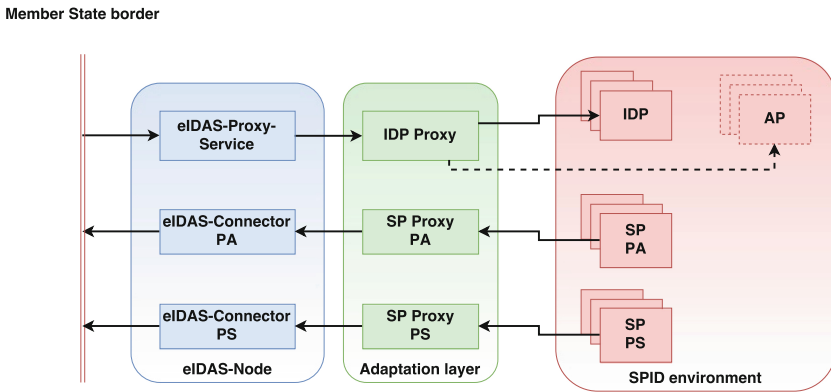 Member State border
eIDAS-Proxy-
Service
IDP Proxy
IDP
AP
eIDAS-Connector
PA
SP Proxy
PA
SP
PA
eIDAS-Connector
PS
SP Proxy
PS
SP
PS
eIDAS-Node
Adaptation layer
SPID environment